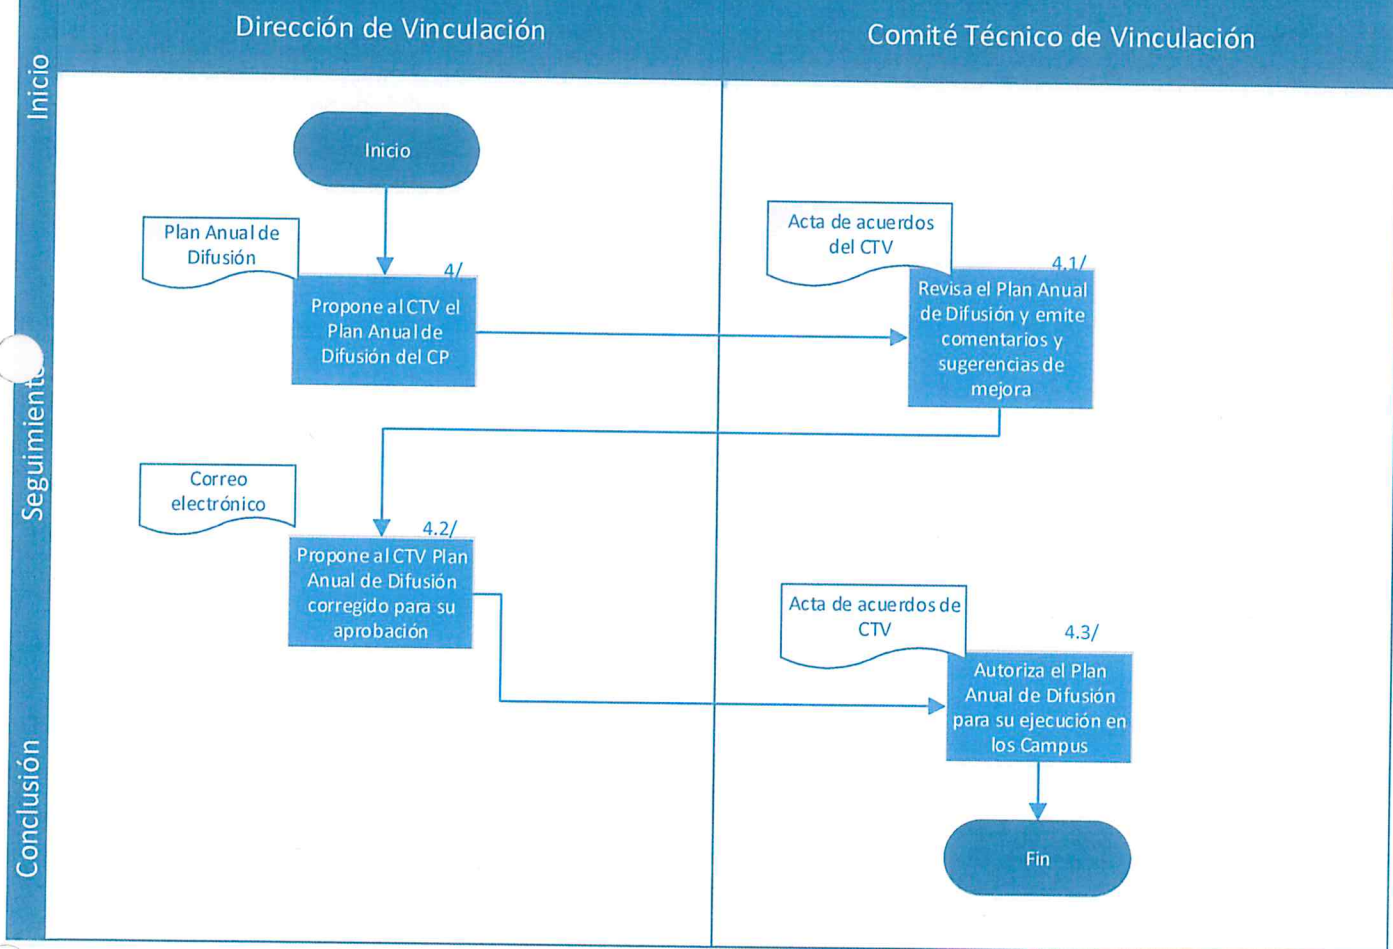 Dirección de Vinculación
Comité Técnico de Vinculación
Inicio
Inicio
Plan Anual de
Difusión
4/
Propone al CTV el
Plan Anual de
Difusión del CP
Acta de acuerdos
del CTV
4.1/
Revisa el Plan Anual
de Difusión y emite
comentarios y
sugerencias de
mejora
Seguimiento
Correo
electrónico
4.2/
Propone al CTV Plan
Anual de Difusión
corregido para su
aprobación
Acta de acuerdos de
CTV
4.3/
Autoriza el Plan
Anual de Difusión
para su ejecución en
los Campus
Conclusión
Fin